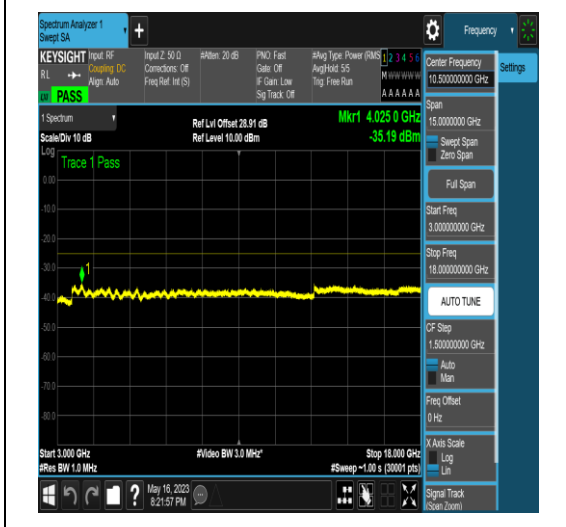 Spectrum Analyzer 1
Swept SA
Frequency
KEYSIGHT
RL
PASS
Input: RF
Coupling: DC
Align: Auto
Input Z: 50 Ω
Corrections: Off
Freq Ref: Int (S)
#Atten: 20 dB
PNO: Fast
Gate: Off
IF Gain: Low
Sig Track: Off
#Avg Type: Power (RMS)
Avg|Hold: 5/5
Trig: Free Run
1 2 3 4 5 6
M W W W W W
A A A A A A
1 Spectrum
Scale/Div 10 dB
Ref Lvl Offset 28.91 dB
Ref Level 10.00 dBm
Mkr1 4.025 0 GHz
-35.19 dBm
Log
Trace 1 Pass
0.00
-10.0
-20.0
-30.0
-40.0
-50.0
-60.0
-70.0
-80.0
1
Start 3.000 GHz
#Res BW 1.0 MHz
#Video BW 3.0 MHz*
Stop 18.000 GHz
#Sweep ~1.00 s (30001 pts)
May 16, 2023
8:21:57 PM
Center Frequency
10.500000000 GHz
Span
15.0000000 GHz
Swept Span
Zero Span
Full Span
Start Freq
3.000000000 GHz
Stop Freq
18.000000000 GHz
AUTO TUNE
CF Step
1.500000000 GHz
Auto
Man
Freq Offset
0 Hz
X Axis Scale
Log
Lin
Signal Track
(Span Zoom)
Settings